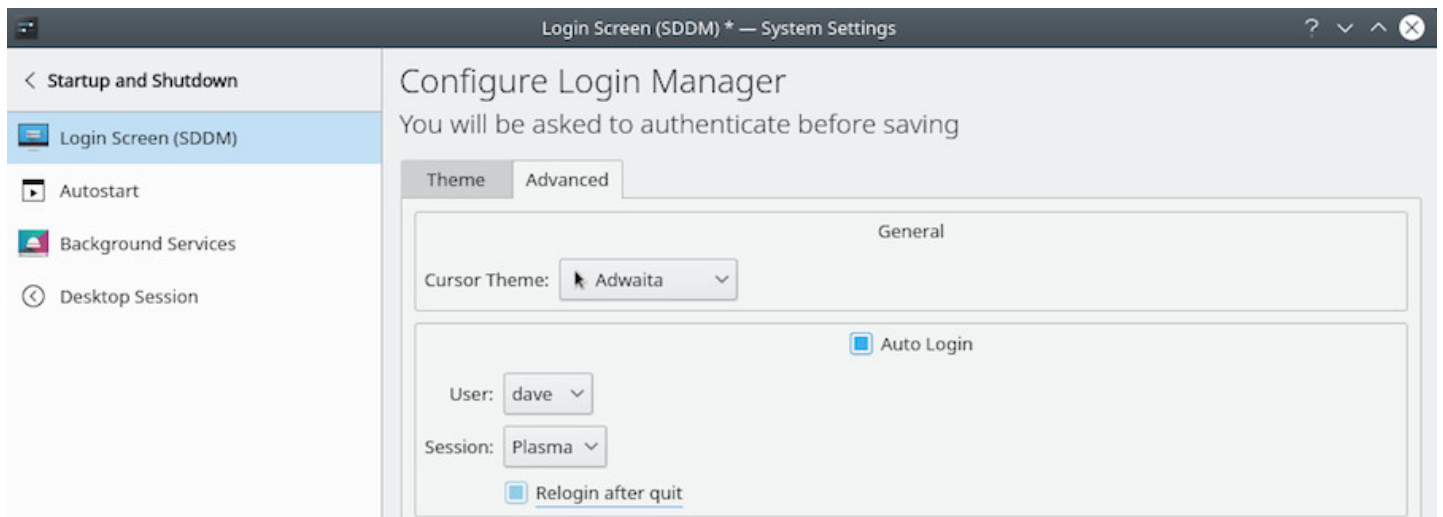 Login Screen (SDDM) * — System Settings
?
Startup and Shutdown
Login Screen (SDDM)
Autostart
Background Services
Desktop Session
Configure Login Manager
You will be asked to authenticate before saving
Theme Advanced
General
Cursor Theme: Adwaita
Auto Login
User: dave
Session: Plasma
Relogin after quit